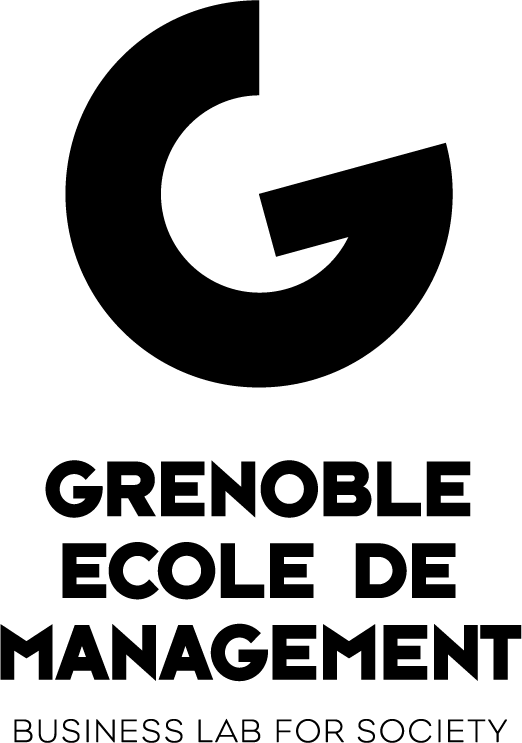 G
GRENOBLE
ECOLE DE
MANAGEMENT
BUSINESS LAB FOR SOCIETY